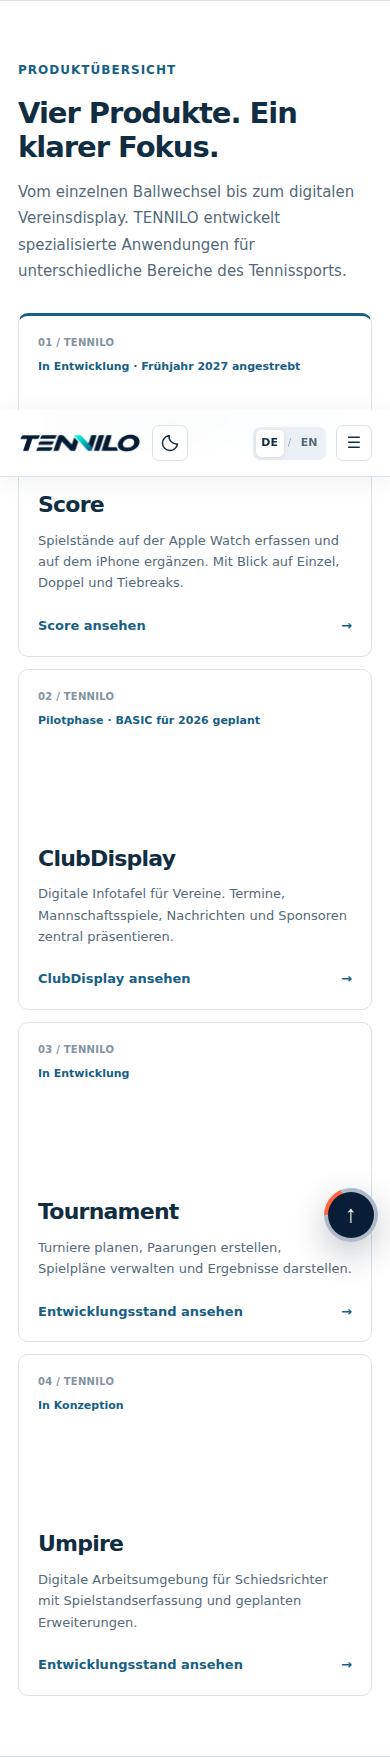 PRODUKTÜBERSICHT
Vier Produkte. Ein
klarer Fokus.
Vom einzelnen Ballwechsel bis zum digitalen
Vereinsdisplay. TENNILO entwickelt
spezialisierte Anwendungen für
unterschiedliche Bereiche des Tennissports.
01 / TENNILO
In Entwicklung · Frühjahr 2027 angestrebt
TENNILO
DE / EN
Score
Spielstände auf der Apple Watch erfassen und
auf dem iPhone ergänzen. Mit Blick auf Einzel,
Doppel und Tiebreaks.
Score ansehen →
02 / TENNILO
Pilotphase · BASIC für 2026 geplant
ClubDisplay
Digitale Infotafel für Vereine. Termine,
Mannschaftsspiele, Nachrichten und Sponsoren
zentral präsentieren.
ClubDisplay ansehen →
03 / TENNILO
In Entwicklung
Tournament
Turniere planen, Paarungen erstellen,
Spielpläne verwalten und Ergebnisse darstellen.
Entwicklungsstand ansehen →
04 / TENNILO
In Konzeption
Umpire
Digitale Arbeitsumgebung für Schiedsrichter
mit Spielstandserfassung und geplanten
Erweiterungen.
Entwicklungsstand ansehen →